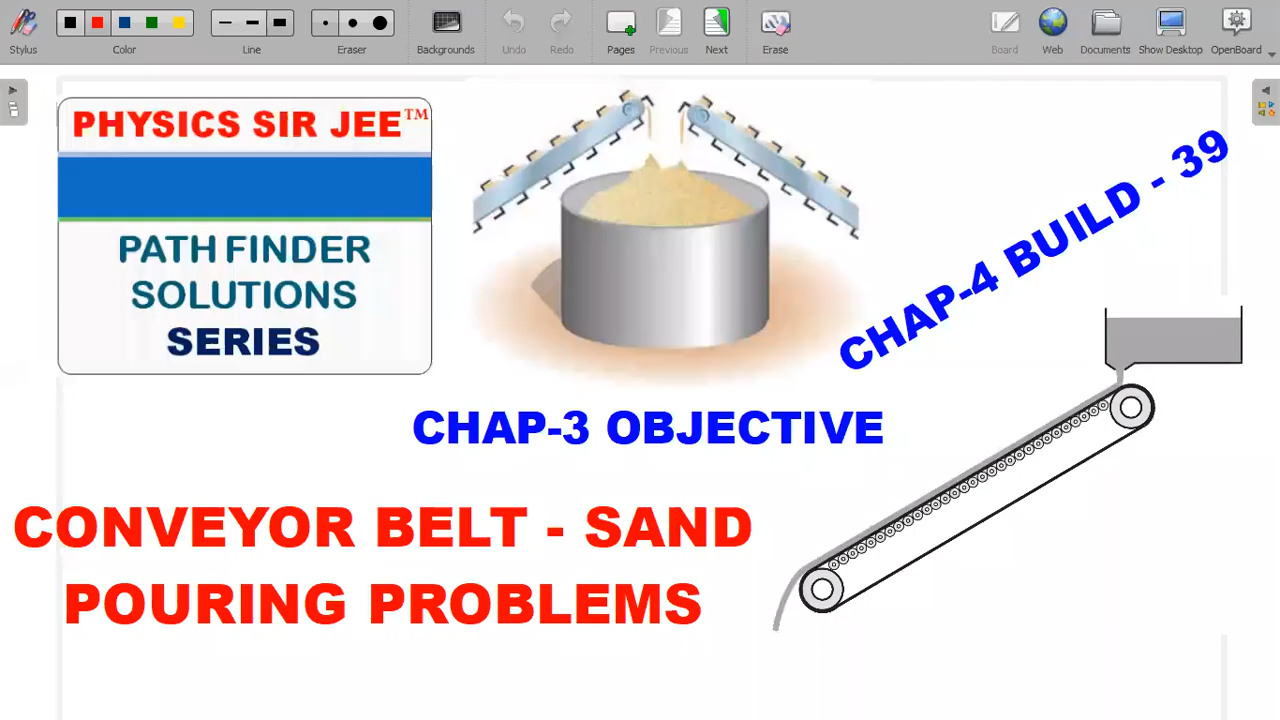 Stylus
Color
Line
Eraser
Backgrounds
Undo
Redo
Pages
Previous
Next
Erase
Board
Web
Documents
Show Desktop
OpenBoard
PHYSICS SIR JEE™
PATH FINDER
SOLUTIONS
SERIES
CHAP-4 BUILD - 39
CHAP-3 OBJECTIVE
CONVEYOR BELT - SAND
POURING PROBLEMS